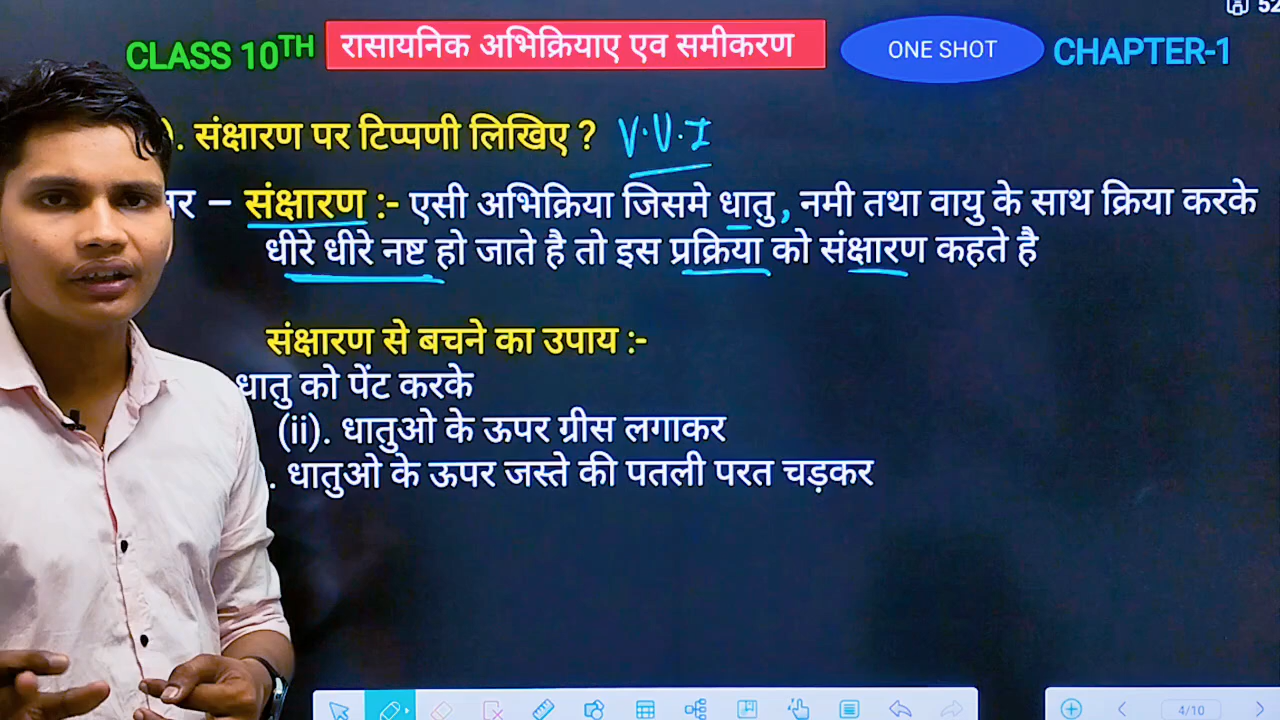 52
CLASS 10TH रासायनिक अभिक्रियाए एव समीकरण ONE SHOT CHAPTER-1
). संक्षारण पर टिप्पणी लिखिए ? V.V.I
त्तर – संक्षारण :- एसी अभिक्रिया जिसमे धातु , नमी तथा वायु के साथ क्रिया करके
धीरे धीरे नष्ट हो जाते है तो इस प्रक्रिया को संक्षारण कहते है
संक्षारण से बचने का उपाय :-
धातु को पेंट करके
(ii). धातुओ के ऊपर ग्रीस लगाकर
. धातुओ के ऊपर जस्ते की पतली परत चड़कर
4/10